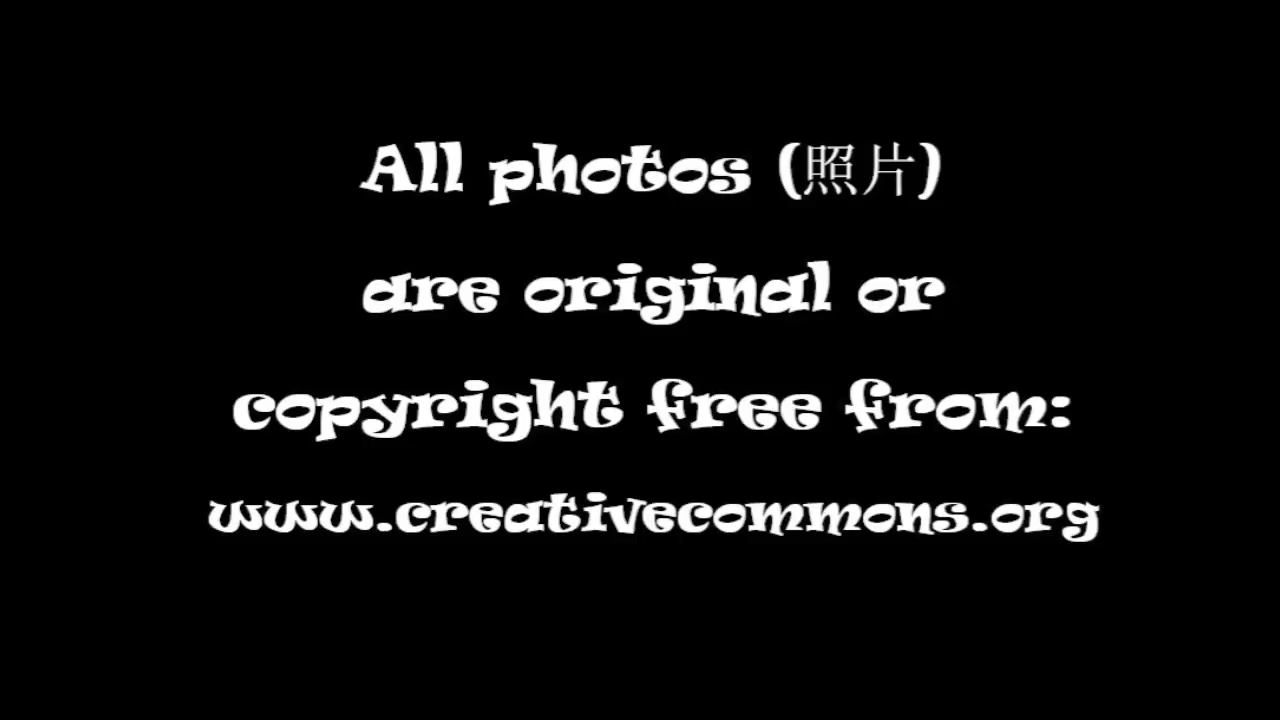 All photos (照片)
are original or
copyright free from:
www.creativecommons.org